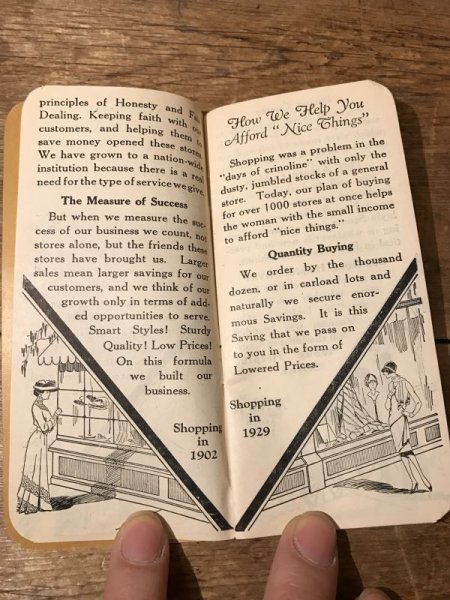 principles of Honesty and
Dealing. Keeping faith with our
customers, and helping them to
save money opened these stores.
We have grown to a nation-wide
institution because there is a real
need for the type of service we give.
The Measure of Success
But when we measure the suc-
cess of our business we count, not
stores alone, but the friends these
stores have brought us. Larger
sales mean larger savings for our
customers, and we think of our
growth only in terms of add-
ed opportunities to serve.
Smart Styles! Sturdy
Quality! Low Prices!
On this formula
we built our
business.
Shopping
in
1902
How We Help You
Afford "Nice Things"
Shopping was a problem in the
"days of crinoline" with only the
dusty, jumbled stocks of a general
store. Today, our plan of buying
for over 1000 stores at once helps
the woman with the small income
to afford "nice things."
Quantity Buying
We order by the thousand
dozen, or in carload lots and
naturally we secure enor-
mous Savings. It is this
Saving that we pass on
to you in the form of
Lowered Prices.
Shopping
in
1929